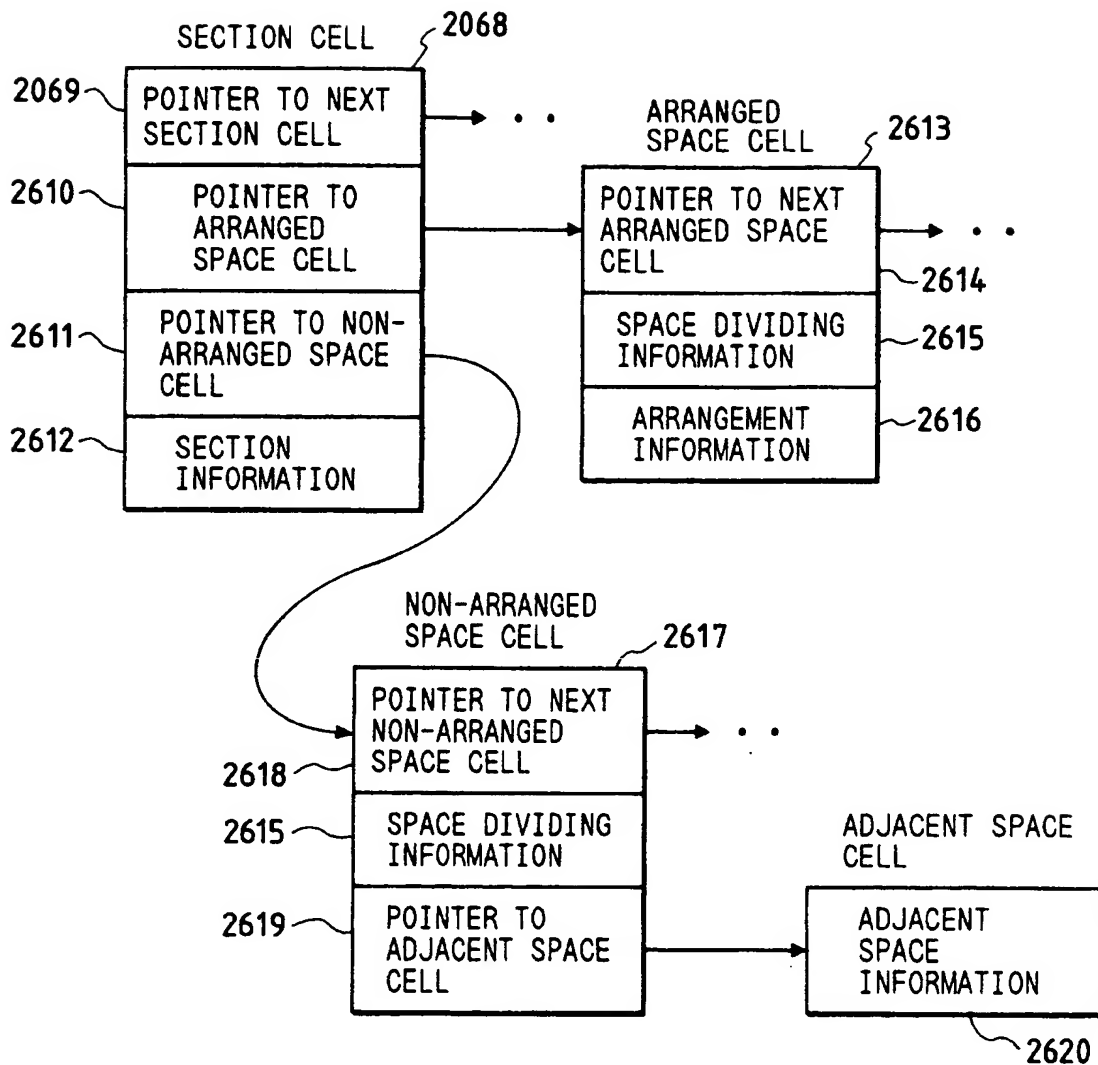 SECTION CELL
2068
2069
POINTER TO NEXT
SECTION CELL
2610
POINTER TO
ARRANGED
SPACE CELL
2611
POINTER TO NON-
ARRANGED SPACE
CELL
2612
SECTION
INFORMATION
ARRANGED
SPACE CELL
2613
POINTER TO NEXT
ARRANGED SPACE
CELL
2614
SPACE DIVIDING
INFORMATION
2615
ARRANGEMENT
INFORMATION
2616
NON-ARRANGED
SPACE CELL
2617
POINTER TO NEXT
NON-ARRANGED
SPACE CELL
2618
2615
SPACE DIVIDING
INFORMATION
2619
POINTER TO
ADJACENT SPACE
CELL
ADJACENT SPACE
CELL
ADJACENT
SPACE
INFORMATION
2620